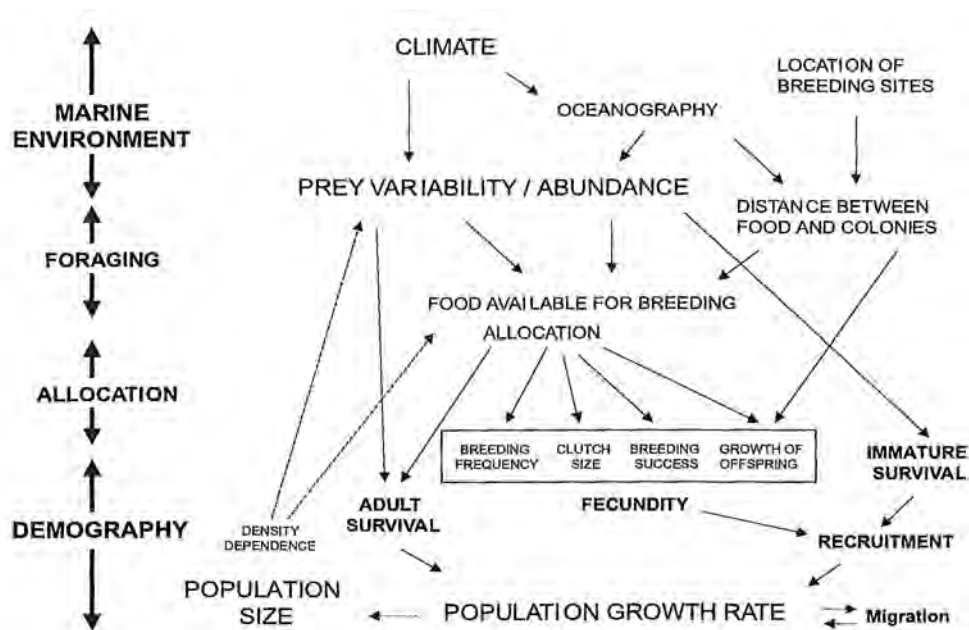 CLIMATE
LOCATION OF
BREEDING SITES
OCEANOGRAPHY
MARINE
ENVIRONMENT
PREY VARIABILITY / ABUNDANCE
DISTANCE BETWEEN
FOOD AND COLONIES
FORAGING
FOOD AVAILABLE FOR BREEDING
ALLOCATION
ALLOCATION
BREEDING
FREQUENCY
CLUTCH
SIZE
BREEDING
SUCCESS
GROWTH OF
OFFSPRING
IMMATURE
SURVIVAL
ADULT
SURVIVAL
FECUNDITY
DEMOGRAPHY
DENSITY
DEPENDENCE
RECRUITMENT
POPULATION
SIZE
POPULATION GROWTH RATE
Migration